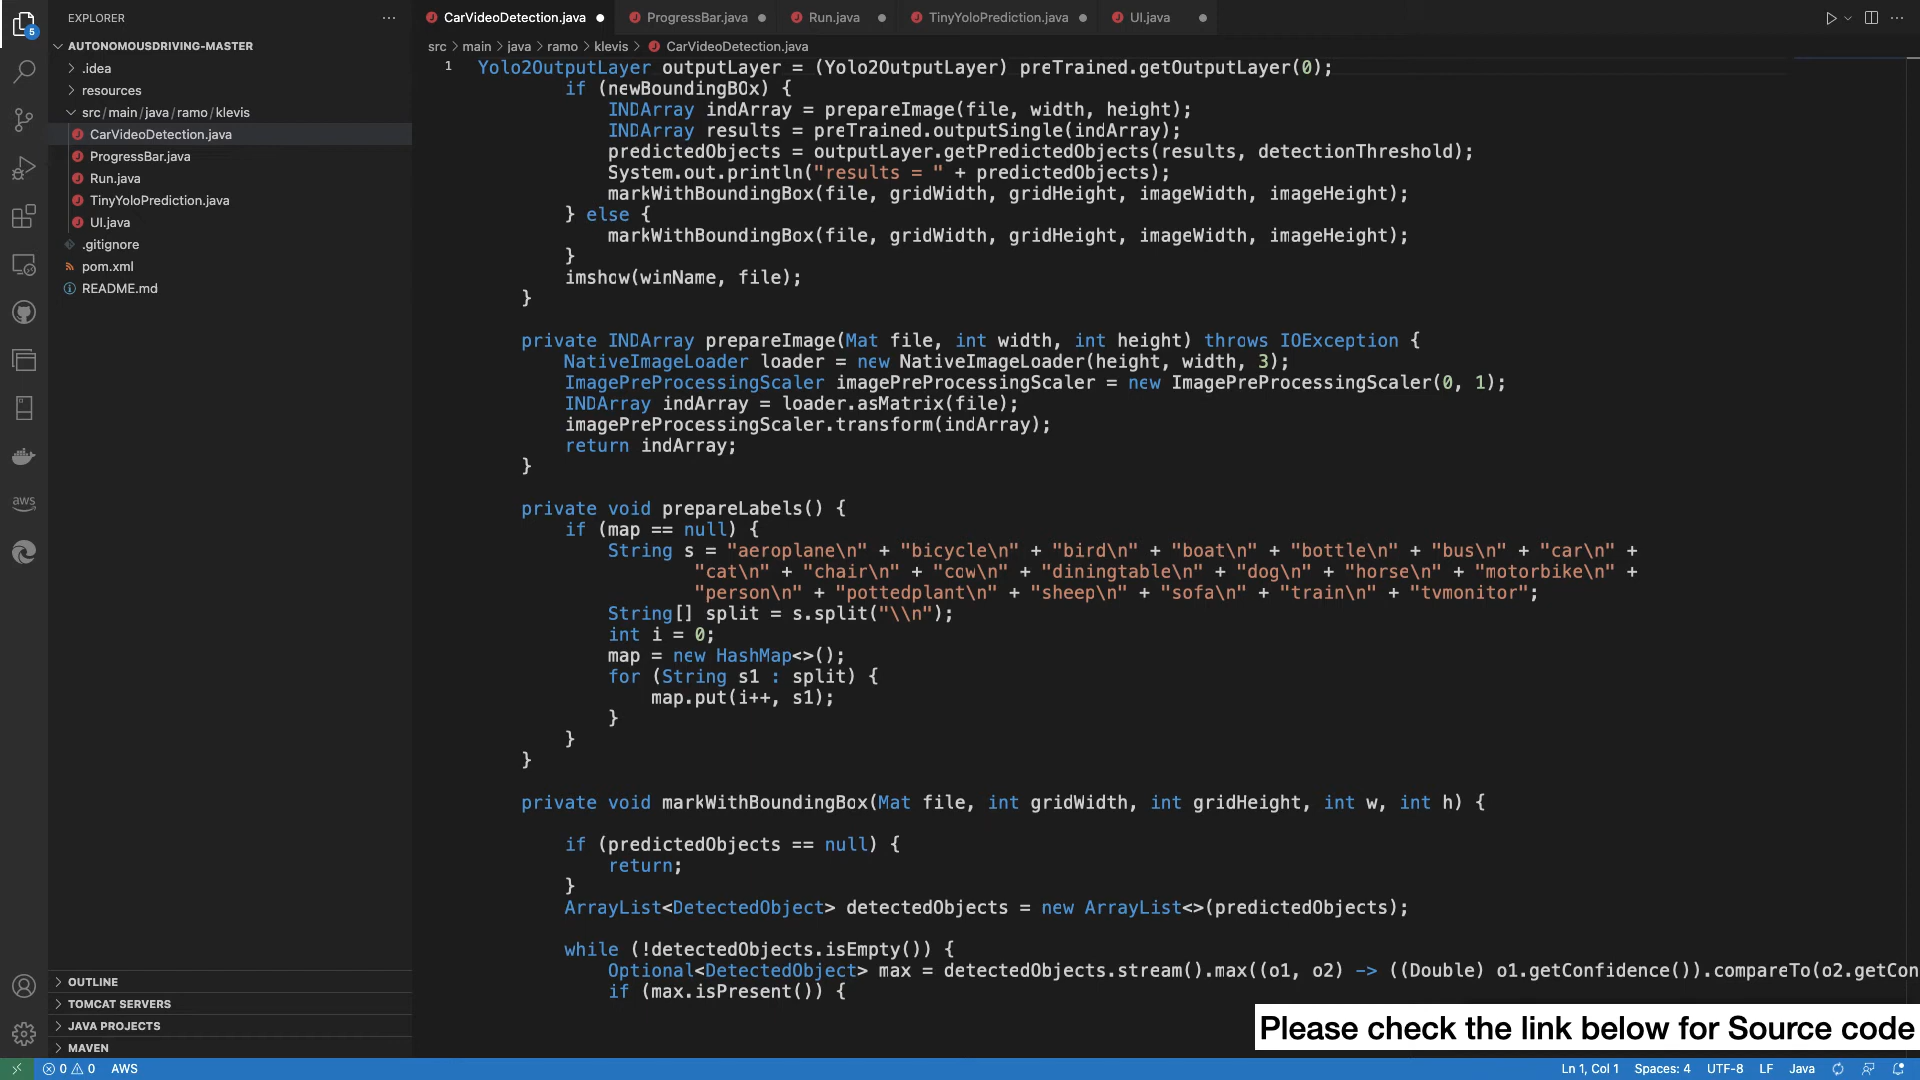 EXPLORER
AUTONOMOUSDRIVING-MASTER
.idea
resources
src/main/java/ramo/klevis
CarVideoDetection.java
ProgressBar.java
Run.java
TinyYoloPrediction.java
UI.java
.gitignore
pom.xml
README.md
OUTLINE
TOMCAT SERVERS
JAVA PROJECTS
MAVEN
5
aws
CarVideoDetection.java
ProgressBar.java
Run.java
TinyYoloPrediction.java
UI.java
src > main > java > ramo > klevis > CarVideoDetection.java
1 Yolo2OutputLayer outputLayer = (Yolo2OutputLayer) preTrained.getOutputLayer(0);
if (newBoundingBOx) {
INDArray indArray = prepareImage(file, width, height);
INDArray results = preTrained.outputSingle(indArray);
predictedObjects = outputLayer.getPredictedObjects(results, detectionThreshold);
System.out.println("results = " + predictedObjects);
markWithBoundingBox(file, gridWidth, gridHeight, imageWidth, imageHeight);
} else {
markWithBoundingBox(file, gridWidth, gridHeight, imageWidth, imageHeight);
}
imshow(winName, file);
}
private INDArray prepareImage(Mat file, int width, int height) throws IOException {
NativeImageLoader loader = new NativeImageLoader(height, width, 3);
ImagePreProcessingScaler imagePreProcessingScaler = new ImagePreProcessingScaler(0, 1);
INDArray indArray = loader.asMatrix(file);
imagePreProcessingScaler.transform(indArray);
return indArray;
}
private void prepareLabels() {
if (map == null) {
String s = "aeroplane\n" + "bicycle\n" + "bird\n" + "boat\n" + "bottle\n" + "bus\n" + "car\n" +
"cat\n" + "chair\n" + "cow\n" + "diningtable\n" + "dog\n" + "horse\n" + "motorbike\n" +
"person\n" + "pottedplant\n" + "sheep\n" + "sofa\n" + "train\n" + "tvmonitor";
String[] split = s.split("\\n");
int i = 0;
map = new HashMap<>();
for (String s1 : split) {
map.put(i++, s1);
}
}
}
private void markWithBoundingBox(Mat file, int gridWidth, int gridHeight, int w, int h) {
if (predictedObjects == null) {
return;
}
ArrayList<DetectedObject> detectedObjects = new ArrayList<>(predictedObjects);
while (!detectedObjects.isEmpty()) {
Optional<DetectedObject> max = detectedObjects.stream().max((o1, o2) -> ((Double) o1.getConfidence()).compareTo(o2.getCon
if (max.isPresent()) {
Please check the link below for Source code
0 0 AWS
Ln 1, Col 1 Spaces: 4 UTF-8 LF Java